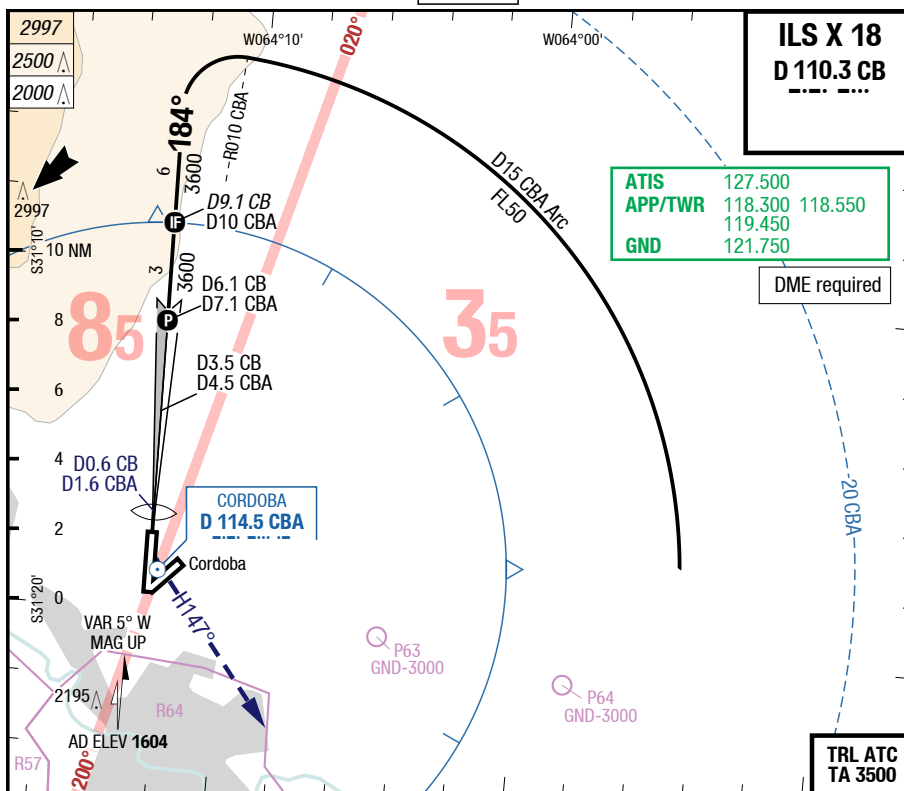 2997
2500
2000
W064°10'
020°
W064°00'
ILS X 18
D 110.3 CB
184°
R010 CBA
6
3600
D15 CBA Arc
FL50
ATIS 127.500
APP/TWR 118.300 118.550
119.450
GND 121.750
2997
IF
D9.1 CB
D10 CBA
S31°10'
10 NM
3
3600
DME required
D6.1 CB
D7.1 CBA
P
8
85
35
D3.5 CB
D4.5 CBA
6
4
D0.6 CB
D1.6 CBA
20 CBA
CORDOBA
D 114.5 CBA
2
Cordoba
S31°20'
0
H147°
VAR 5° W
MAG UP
P63
GND-3000
P64
GND-3000
2195
R64
AD ELEV 1604
R57
200°
TRL ATC
TA 3500